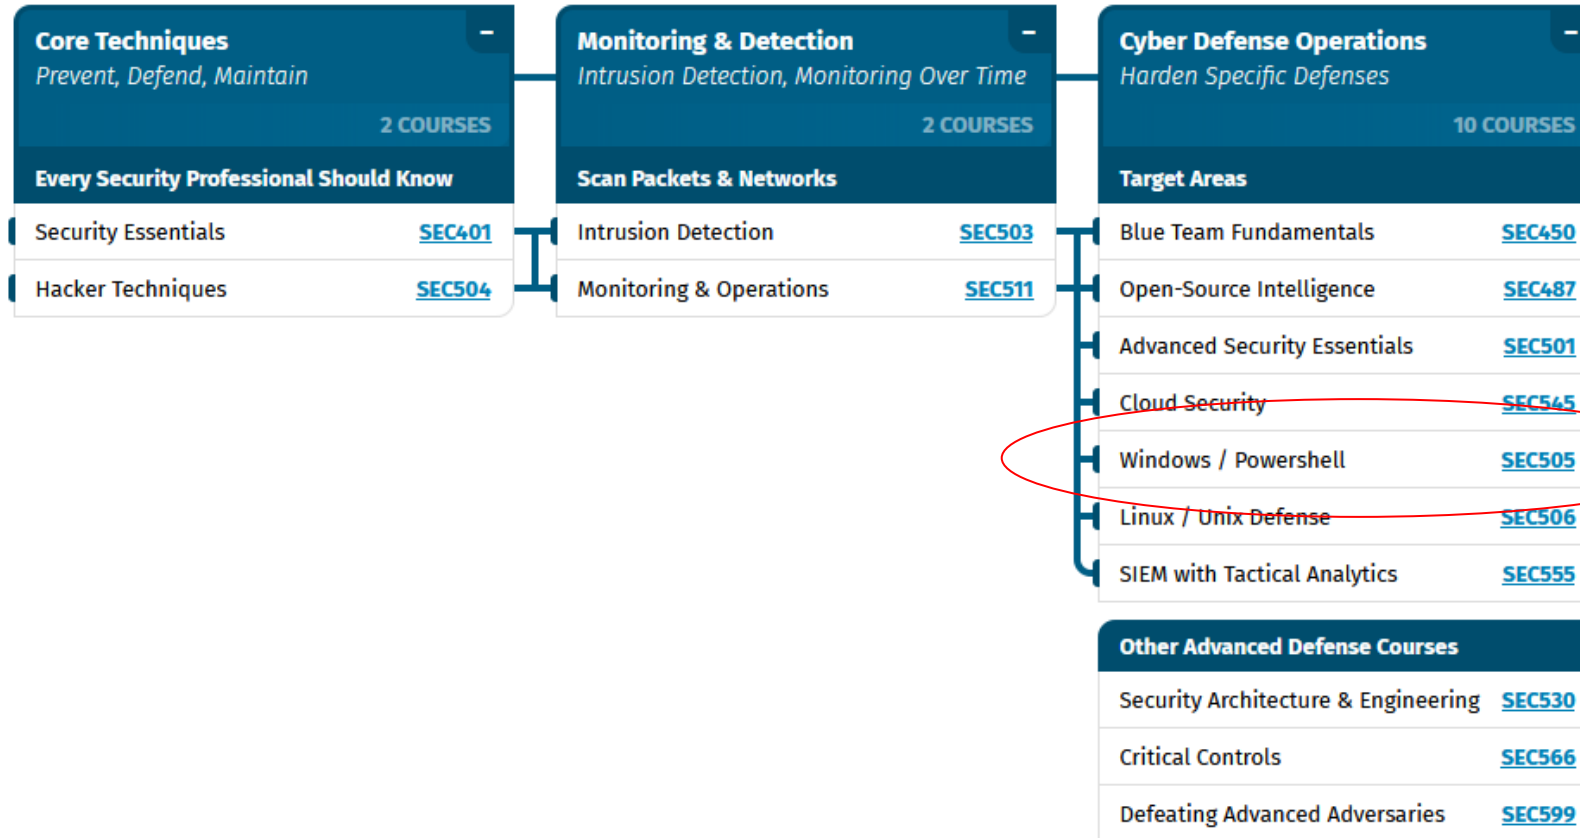 Core Techniques
Prevent, Defend, Maintain
2 COURSES
Every Security Professional Should Know
Security Essentials SEC401
Hacker Techniques SEC504
Monitoring & Detection
Intrusion Detection, Monitoring Over Time
2 COURSES
Scan Packets & Networks
Intrusion Detection SEC503
Monitoring & Operations SEC511
Cyber Defense Operations
Harden Specific Defenses
10 COURSES
Target Areas
Blue Team Fundamentals SEC450
Open-Source Intelligence SEC487
Advanced Security Essentials SEC501
Cloud Security SEC545
Windows / Powershell SEC505
Linux / Unix Defense SEC506
SIEM with Tactical Analytics SEC555
Other Advanced Defense Courses
Security Architecture & Engineering SEC530
Critical Controls SEC566
Defeating Advanced Adversaries SEC599